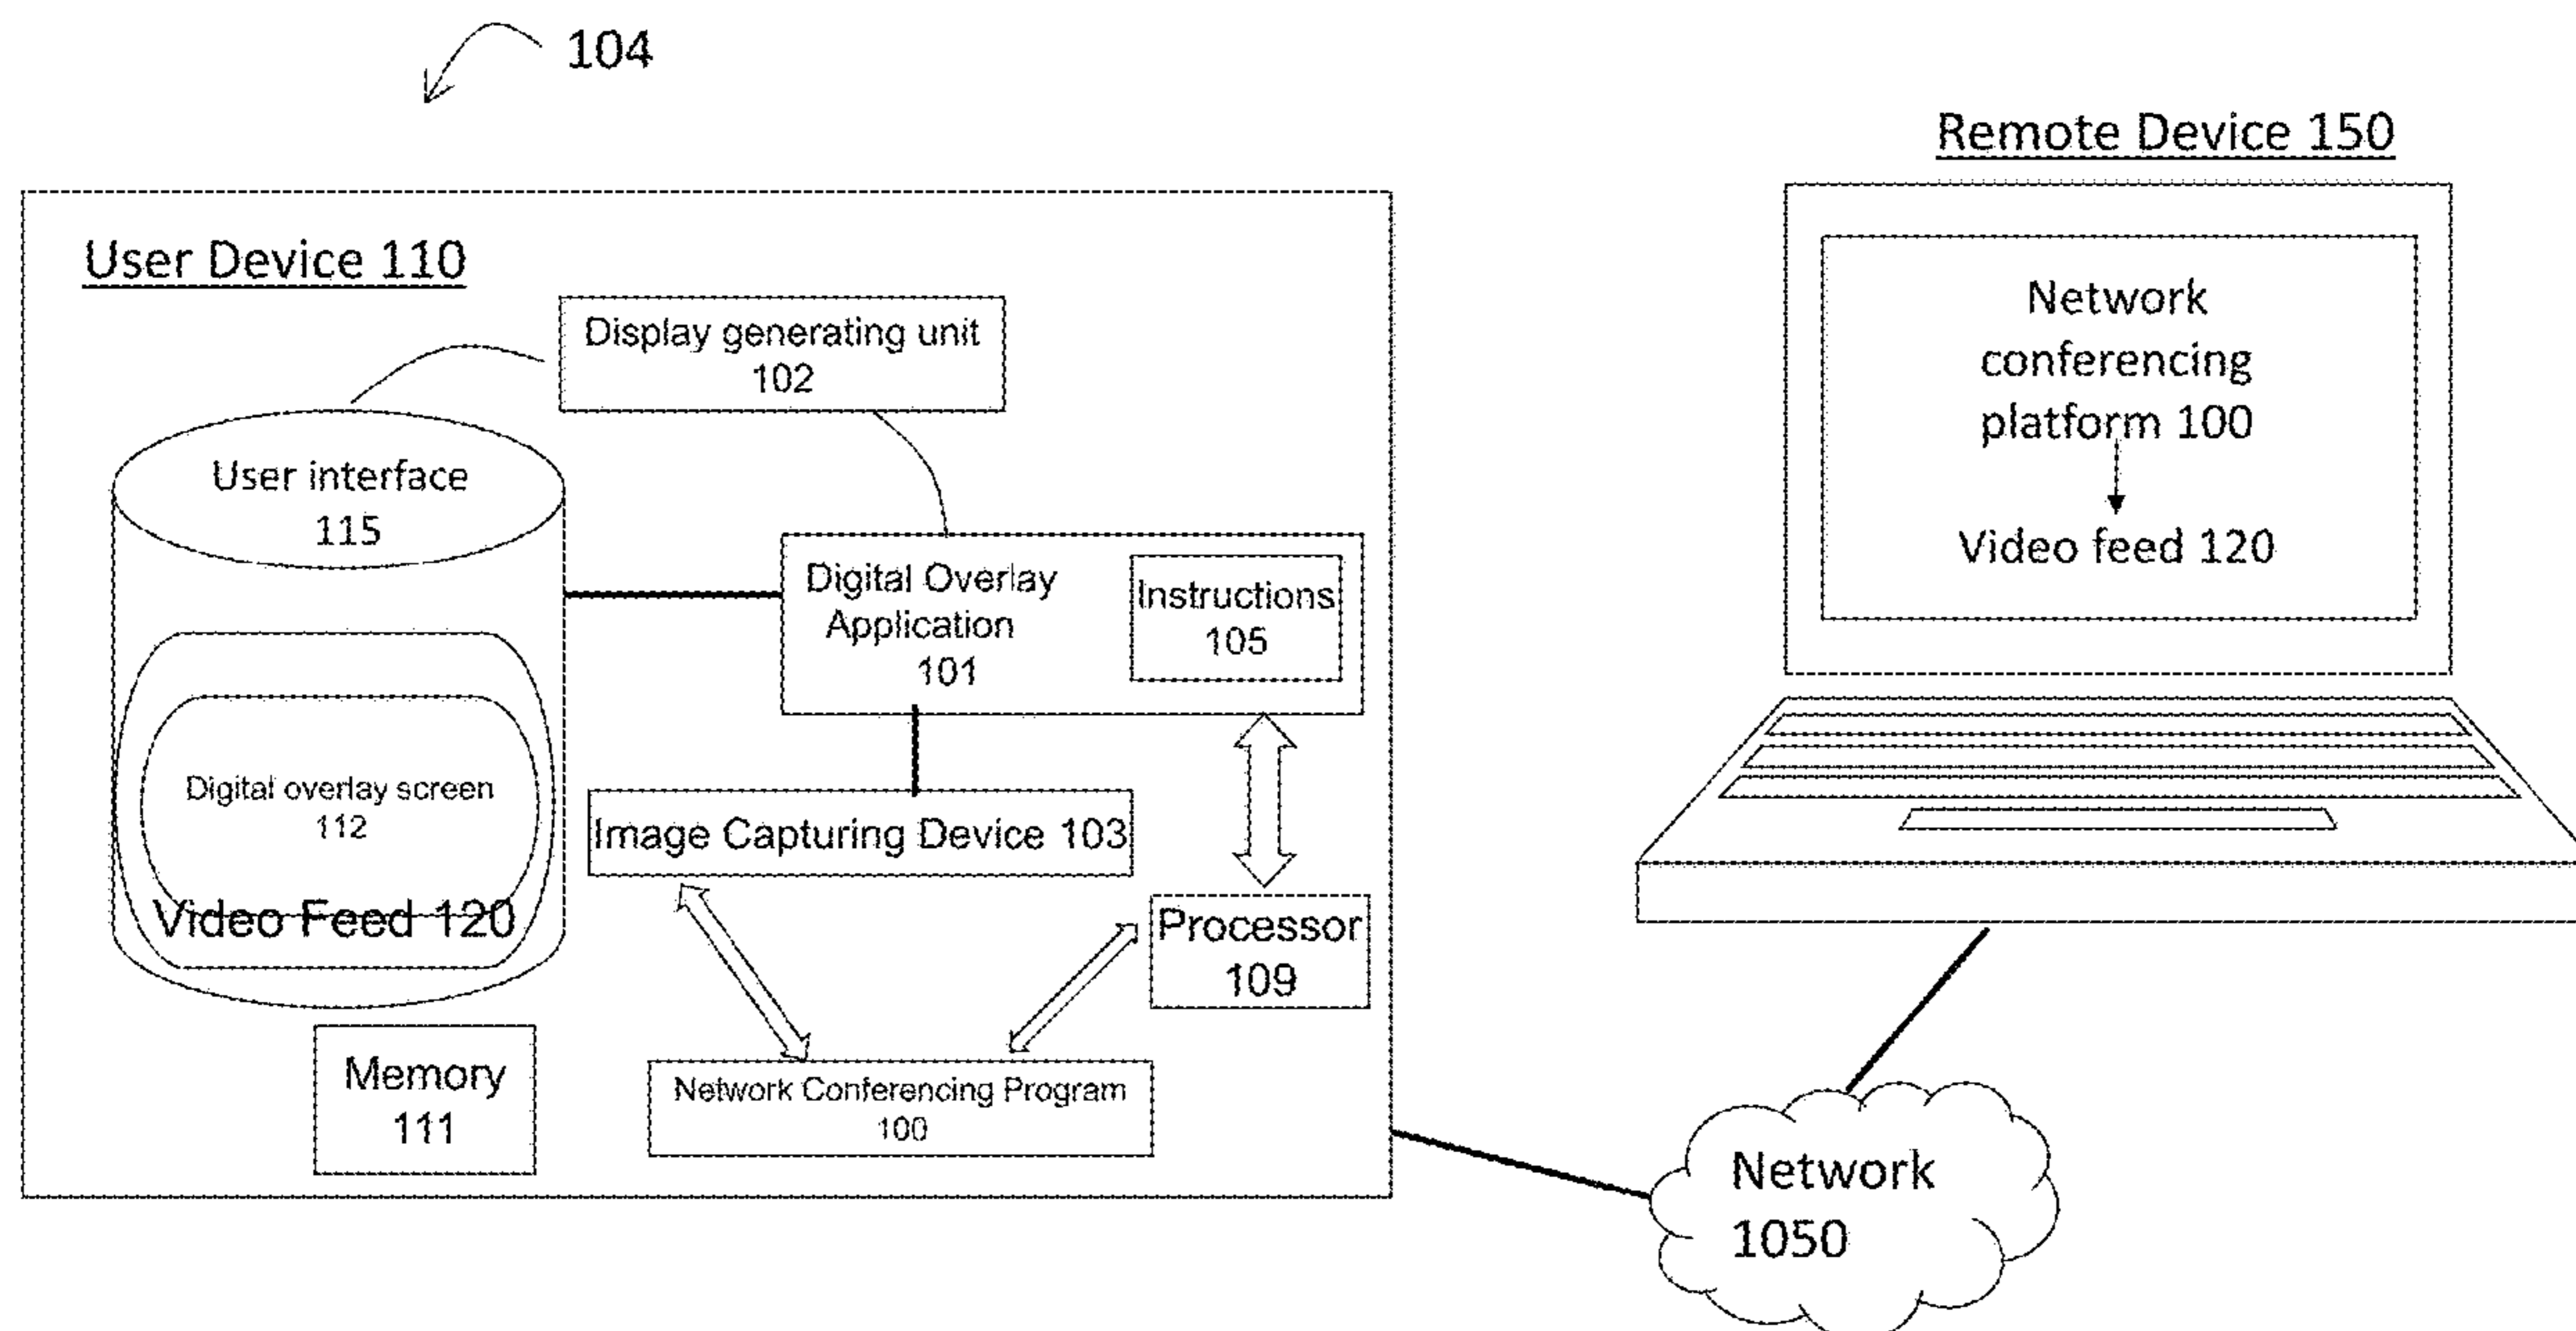 104
Remote Device 150
User Device 110
Display generating unit
102
Network
conferencing
platform 100
Video feed 120
User interface
115
Digital Overlay
Application
101
Instructions
105
Digital overlay screen
112
Video Feed 120
Image Capturing Device 103
Processor
109
Memory
111
Network Conferencing Program
100
Network
1050